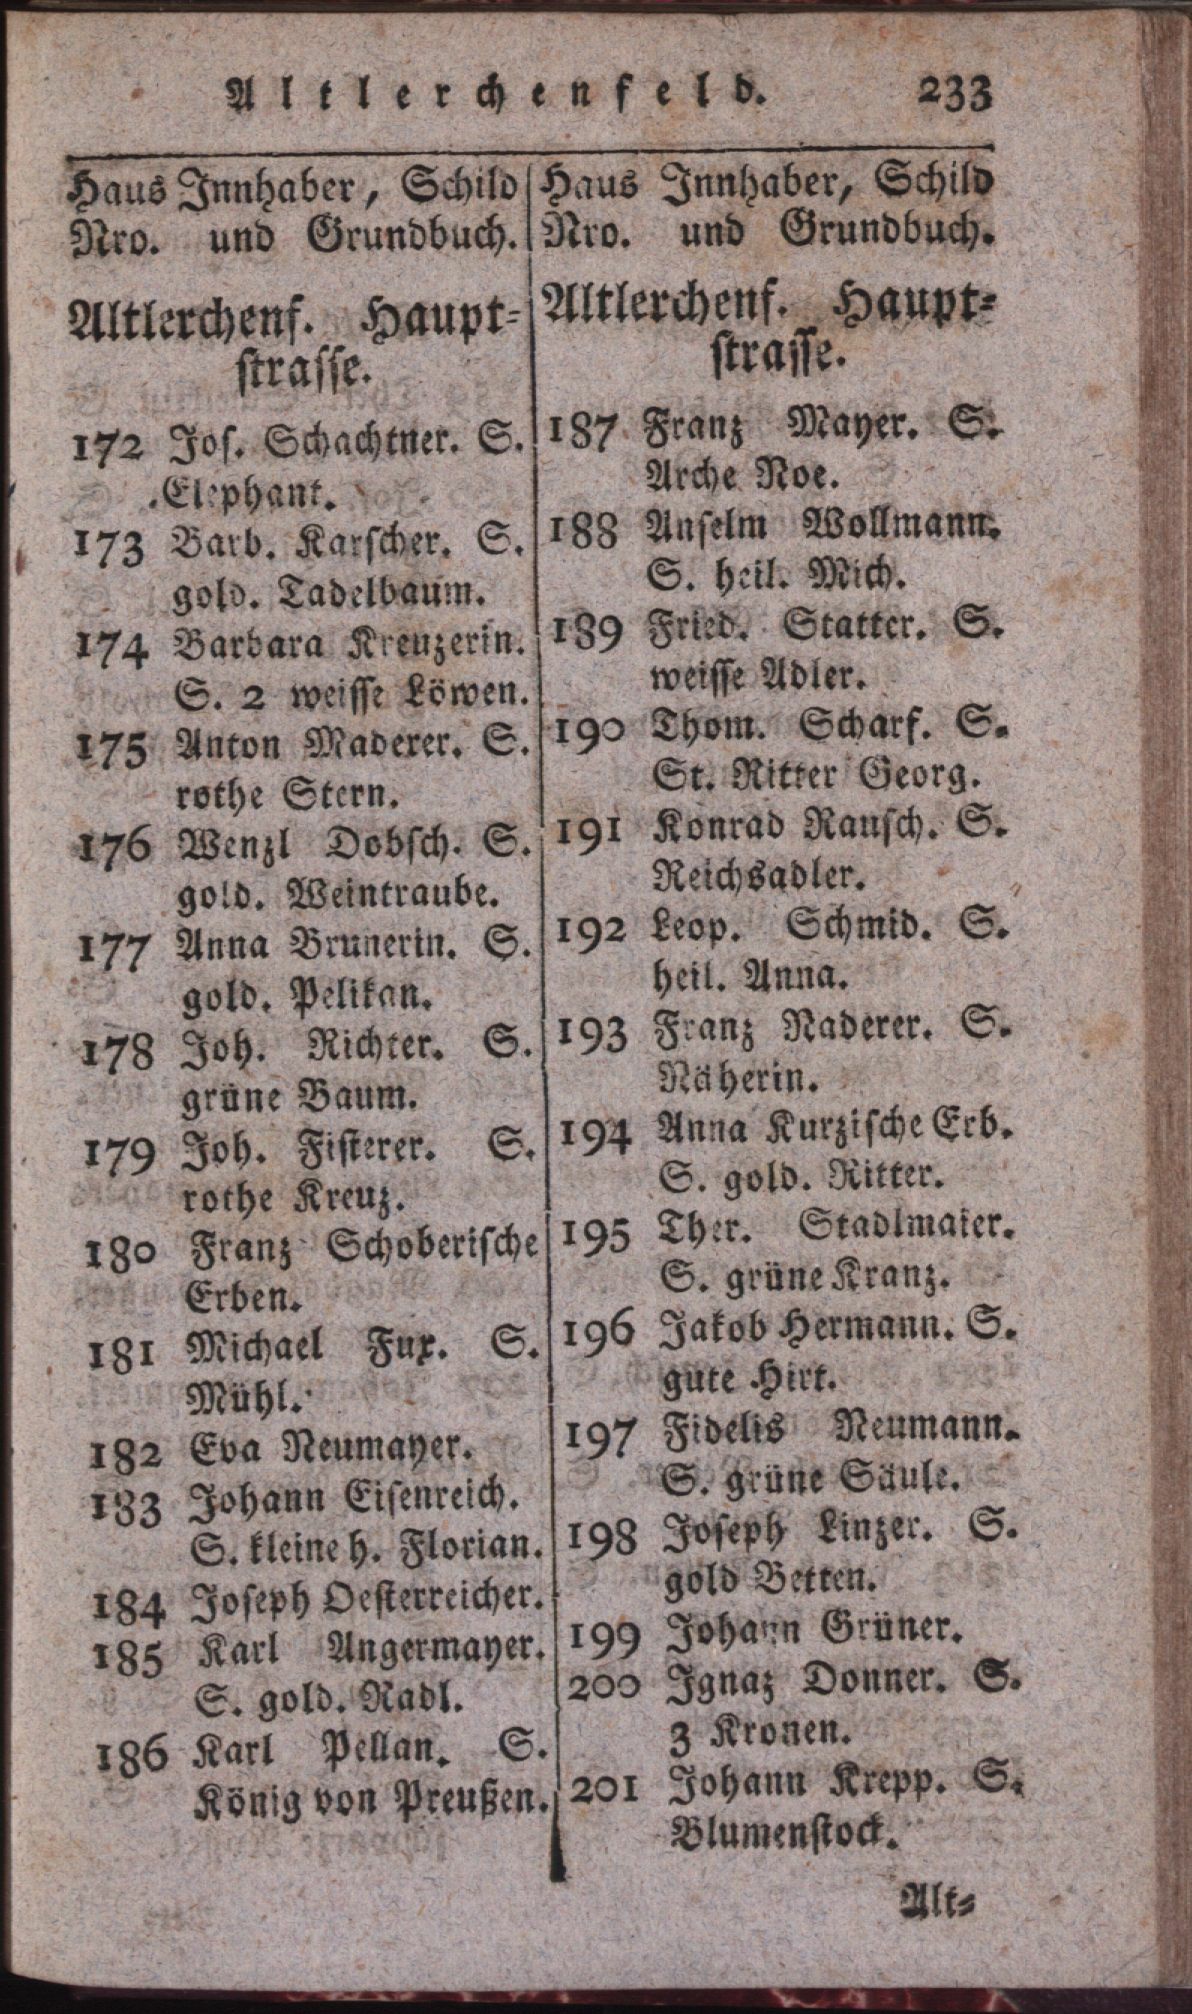 Altlerchenfeld. 233
Haus Innhaber, Schild
Nro. und Grundbuch.
Altlerchenf. Haupt-
strasse.
172 Jos. Schachtner. S.
Elephant.
173 Barb. Karscher. S.
gold. Tadelbaum.
174 Barbara Kreuzerin.
S. 2 weisse Löwen.
175 Anton Maderer. S.
rothe Stern.
176 Wenzl Dobsch. S.
gold. Weintraube.
177 Anna Brunerin. S.
gold. Pelikan.
178 Joh. Richter. S.
grüne Baum.
179 Joh. Fisterer. S.
rothe Kreuz.
180 Franz Schoberische
Erben.
181 Michael Fux. S.
Mühl.
182 Eva Neumayer.
183 Johann Eisenreich.
S. kleine h. Florian.
184 Joseph Oesterreicher.
185 Karl Angermayer.
S. gold. Radl.
186 Karl Pellan. S.
König von Preußen.
Haus Innhaber, Schild
Nro. und Grundbuch.
Altlerchenf. Haupt-
strasse.
187 Franz Mayer. S.
Arche Noe.
188 Anselm Wollmann.
S. heil. Mich.
189 Fried. Statter. S.
weisse Adler.
190 Thom. Scharf. S.
St. Ritter Georg.
191 Konrad Rausch. S.
Reichsadler.
192 Leop. Schmid. S.
heil. Anna.
193 Franz Naderer. S.
Näherin.
194 Anna Kurzische Erb.
S. gold. Ritter.
195 Ther. Stadlmaier.
S. grüne Kranz.
196 Jakob Hermann. S.
gute Hirt.
197 Fidelis Neumann.
S. grüne Säule.
198 Joseph Linzer. S.
gold Betten.
199 Johann Grüner.
200 Ignaz Donner. S.
3 Kronen.
201 Johann Krepp. S.
Blumenstock.
Alt-